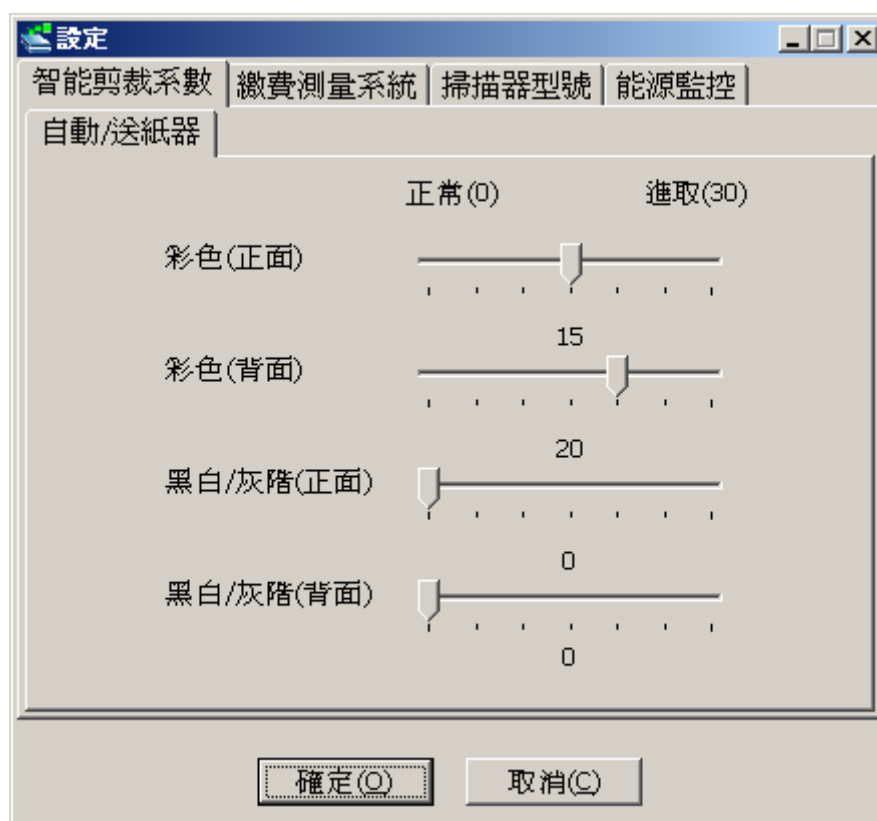 設定
智能剪裁系數 繳費測量系統 掃描器型號 能源監控
自動/送紙器
正常(0) 進取(30)
彩色(正面)
15
彩色(背面)
20
黑白/灰階(正面)
0
黑白/灰階(背面)
0
確定(O) 取消(C)